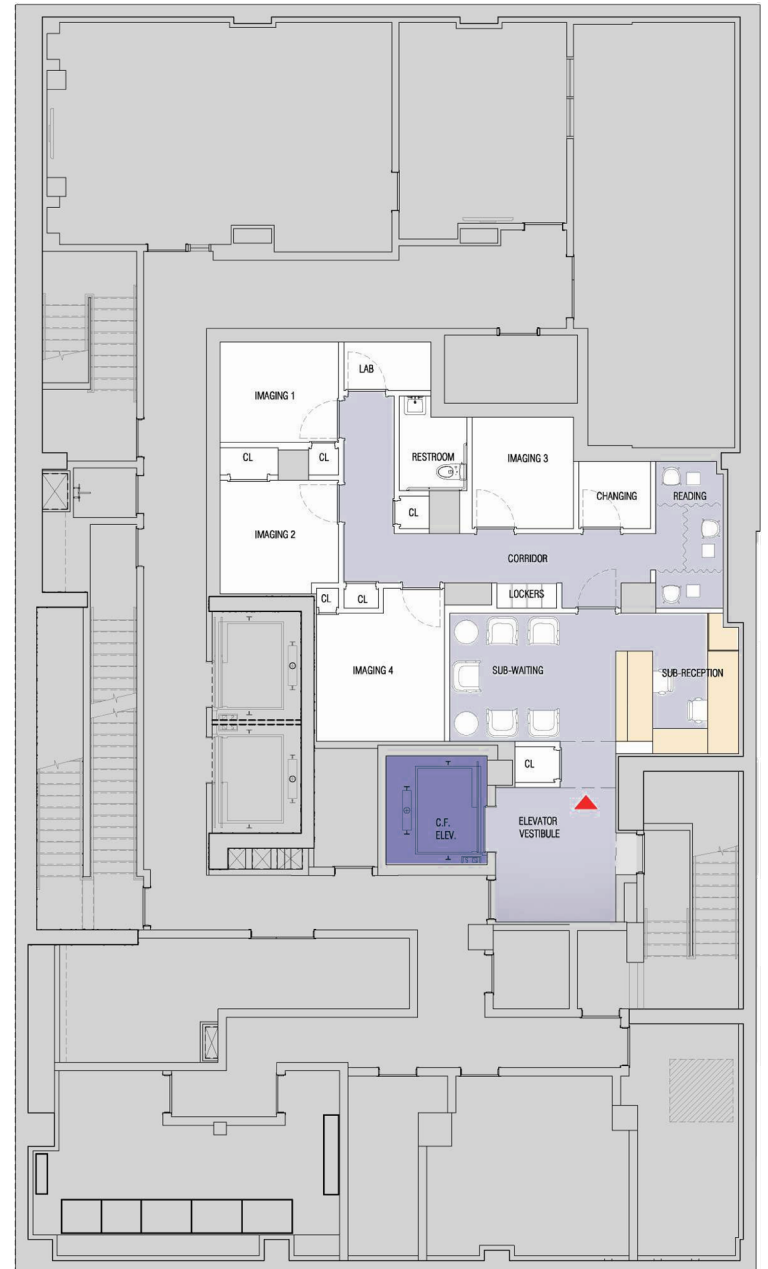 LAB
IMAGING 1
CL
CL
RESTROOM
IMAGING 3
CHANGING
READING
CL
IMAGING 2
CORRIDOR
CL
CL
LOCKERS
IMAGING 4
SUB-WAITING
SUB-RECEPTION
CL
C.F.
ELEV.
ELEVATOR
VESTIBULE